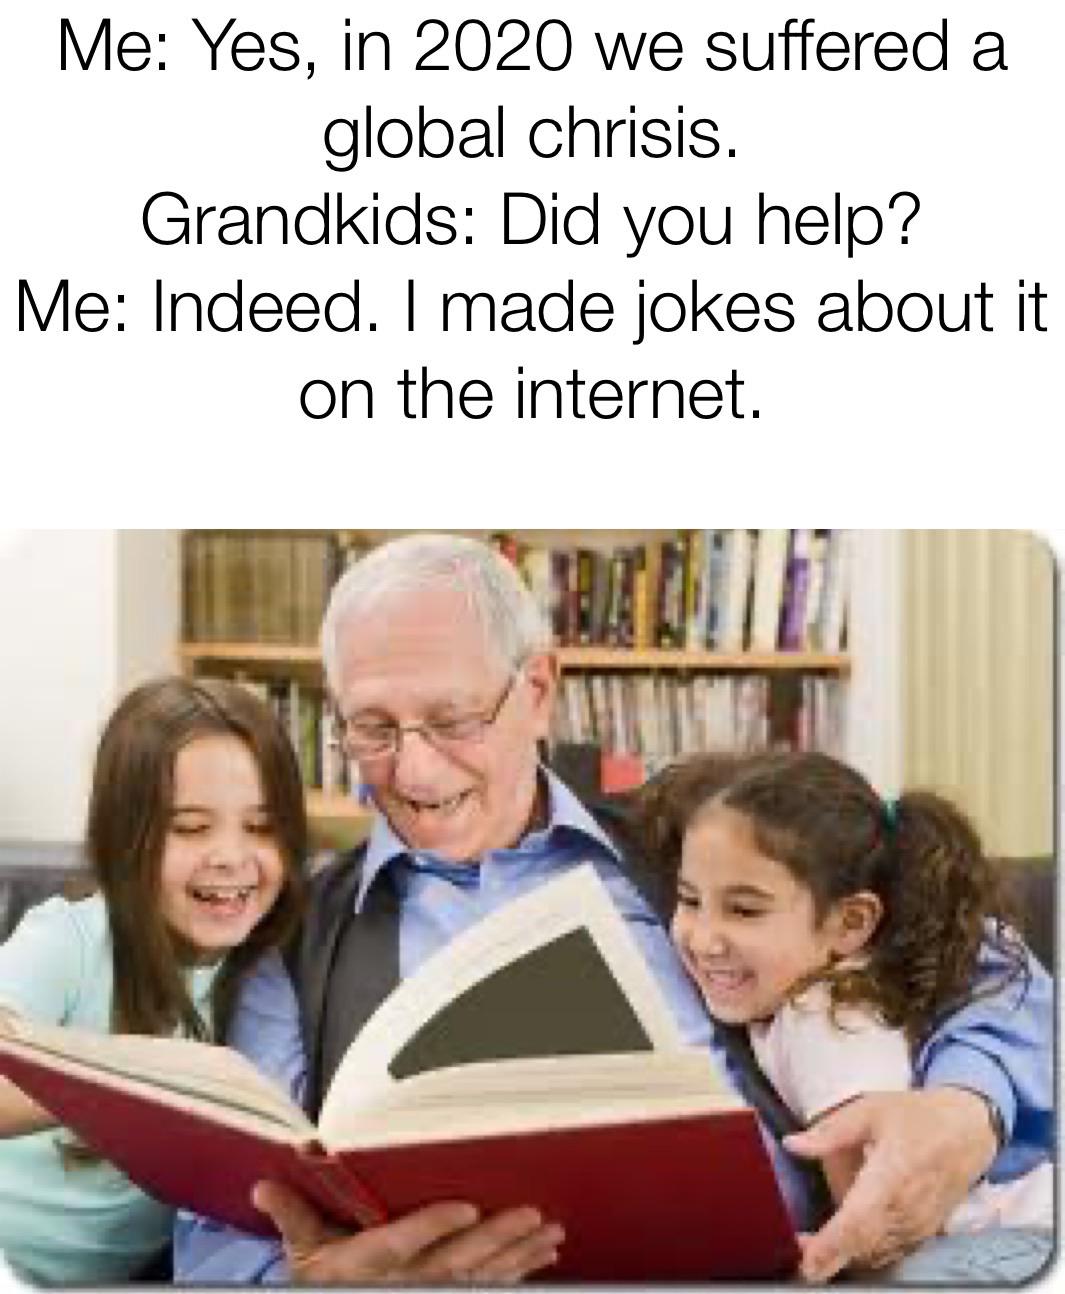 Me: Yes, in 2020 we suffered a
global chrisis.
Grandkids: Did you help?
Me: Indeed. I made jokes about it
on the internet.